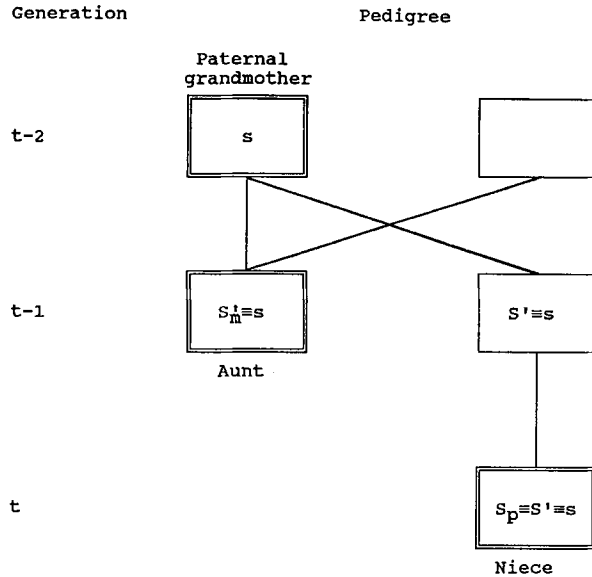 Generation Pedigree
Paternal
grandmother
t-2 s
t-1 S'm≡s S'≡s
Aunt
t Sp≡S'≡s
Niece